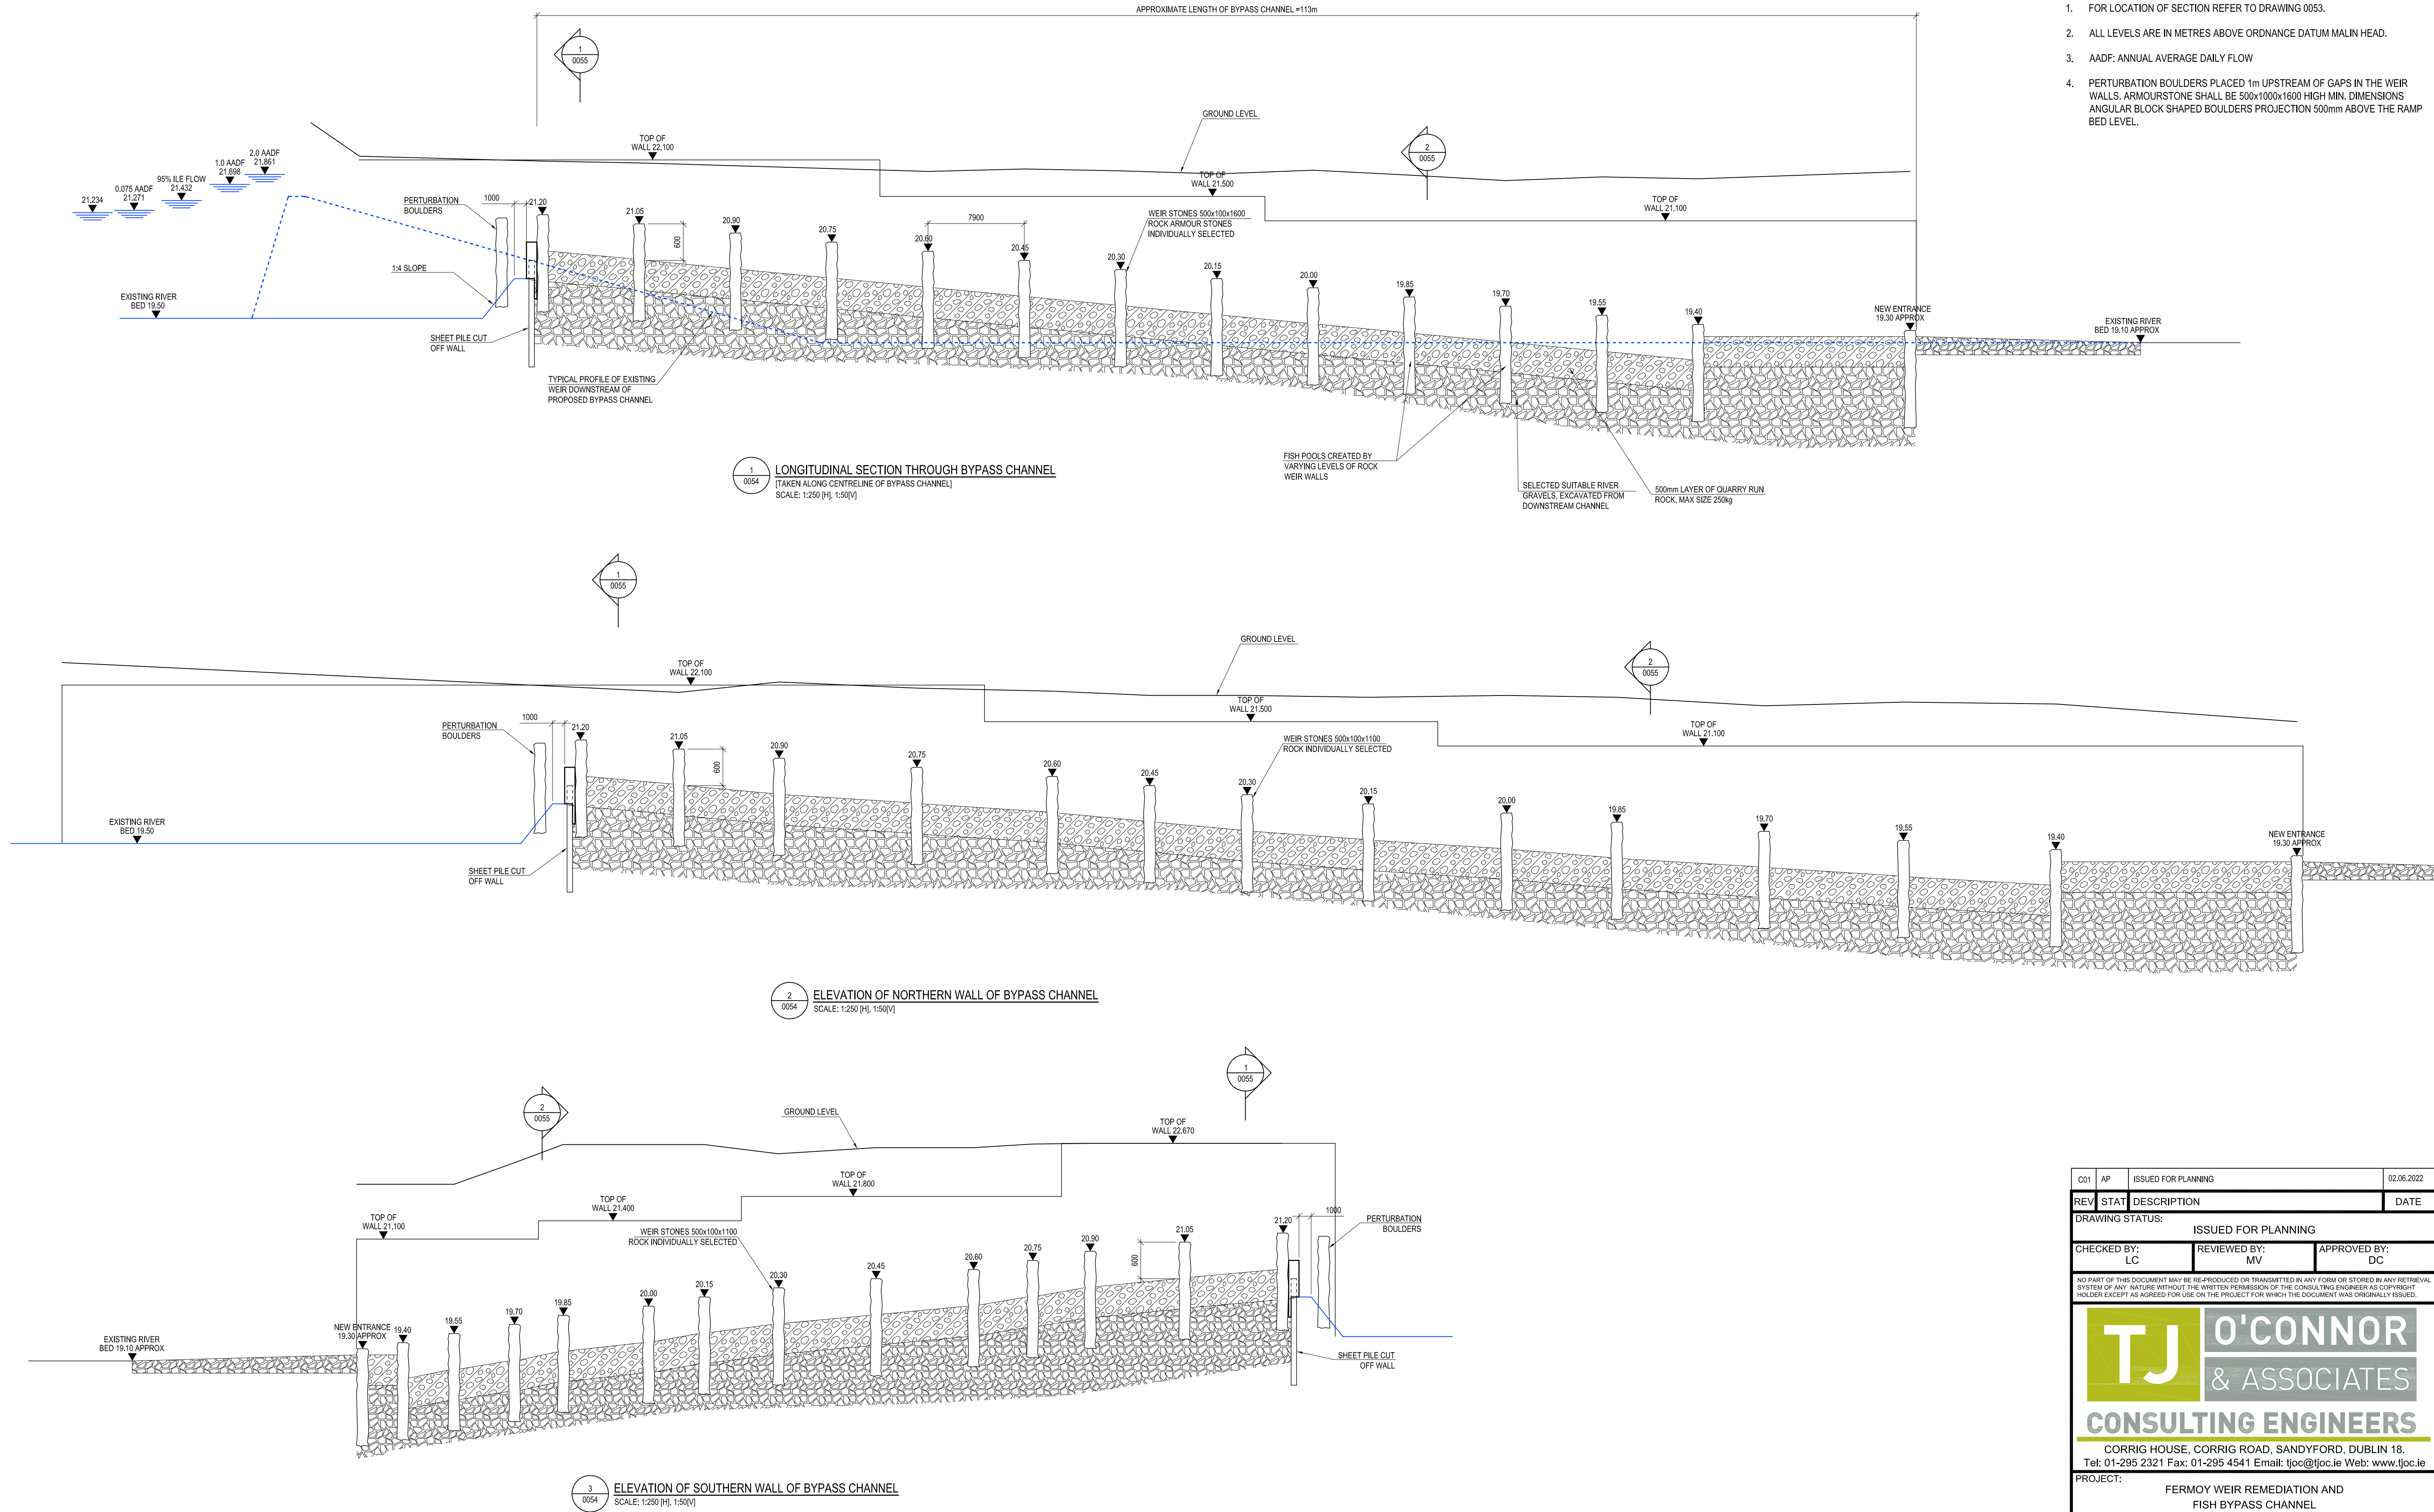 APPROXIMATE LENGTH OF BYPASS CHANNEL =113m
1. FOR LOCATION OF SECTION REFER TO DRAWING 0053.
2. ALL LEVELS ARE IN METRES ABOVE ORDNANCE DATUM MALIN HEAD.
3. AADF: ANNUAL AVERAGE DAILY FLOW
4. PERTURBATION BOULDERS PLACED 1m UPSTREAM OF GAPS IN THE WEIR
WALLS. ARMOURSTONE SHALL BE 500x1000x1600 HIGH MIN. DIMENSIONS
ANGULAR BLOCK SHAPED BOULDERS PROJECTION 500mm ABOVE THE RAMP
BED LEVEL.
1
0055
GROUND LEVEL
2
0055
TOP OF
WALL 22.100
TOP OF
WALL 21.500
TOP OF
WALL 21.100
21.234
0.075 AADF
21.271
95% ILE FLOW
21.432
1.0 AADF
21.698
2.0 AADF
21.861
PERTURBATION
BOULDERS
1000
21.20
21.05
600
20.90
20.75
20.60
7900
20.45
WEIR STONES 500x100x1600
ROCK ARMOUR STONES
INDIVIDUALLY SELECTED
20.30
20.15
20.00
19.85
19.70
19.55
19.40
NEW ENTRANCE
19.30 APPROX
EXISTING RIVER
BED 19.10 APPROX
1:4 SLOPE
EXISTING RIVER
BED 19.50
SHEET PILE CUT
OFF WALL
TYPICAL PROFILE OF EXISTING
WEIR DOWNSTREAM OF
PROPOSED BYPASS CHANNEL
FISH POOLS CREATED BY
VARYING LEVELS OF ROCK
WEIR WALLS
SELECTED SUITABLE RIVER
GRAVELS, EXCAVATED FROM
DOWNSTREAM CHANNEL
500mm LAYER OF QUARRY RUN
ROCK, MAX SIZE 250kg
1
0054
LONGITUDINAL SECTION THROUGH BYPASS CHANNEL
[TAKEN ALONG CENTRELINE OF BYPASS CHANNEL]
SCALE: 1:250 [H], 1:50[V]
1
0055
GROUND LEVEL
2
0055
TOP OF
WALL 22.100
TOP OF
WALL 21.500
TOP OF
WALL 21.100
PERTURBATION
BOULDERS
1000
21.20
21.05
600
20.90
20.75
20.60
20.45
WEIR STONES 500x100x1100
ROCK INDIVIDUALLY SELECTED
20.30
20.15
20.00
19.85
19.70
19.55
19.40
NEW ENTRANCE
19.30 APPROX
EXISTING RIVER
BED 19.50
SHEET PILE CUT
OFF WALL
2
0054
ELEVATION OF NORTHERN WALL OF BYPASS CHANNEL
SCALE: 1:250 [H], 1:50[V]
1
0055
2
0055
GROUND LEVEL
TOP OF
WALL 22.670
TOP OF
WALL 21.800
TOP OF
WALL 21.400
TOP OF
WALL 21.100
WEIR STONES 500x100x1100
ROCK INDIVIDUALLY SELECTED
EXISTING RIVER
BED 19.10 APPROX
NEW ENTRANCE
19.30 APPROX
19.40
19.55
19.70
19.85
20.00
20.15
20.30
20.45
20.60
20.75
20.90
600
21.05
21.20
1000
PERTURBATION
BOULDERS
SHEET PILE CUT
OFF WALL
3
0054
ELEVATION OF SOUTHERN WALL OF BYPASS CHANNEL
SCALE: 1:250 [H], 1:50[V]
C01 AP ISSUED FOR PLANNING 02.06.2022
REV STAT DESCRIPTION DATE
DRAWING STATUS:
ISSUED FOR PLANNING
CHECKED BY: REVIEWED BY: APPROVED BY:
LC MV DC
NO PART OF THIS DOCUMENT MAY BE RE-PRODUCED OR TRANSMITTED IN ANY FORM OR STORED IN ANY RETRIEVAL
SYSTEM OF ANY NATURE WITHOUT THE WRITTEN PERMISSION OF THE CONSULTING ENGINEER AS COPYRIGHT
HOLDER EXCEPT AS AGREED FOR USE ON THE PROJECT FOR WHICH THE DOCUMENT WAS ORIGINALLY ISSUED.
TJ O'CONNOR
& ASSOCIATES
CONSULTING ENGINEERS
CORRIG HOUSE, CORRIG ROAD, SANDYFORD, DUBLIN 18.
Tel: 01-295 2321 Fax: 01-295 4541 Email: tjoc@tjoc.ie Web: www.tjoc.ie
PROJECT:
FERMOY WEIR REMEDIATION AND
FISH BYPASS CHANNEL